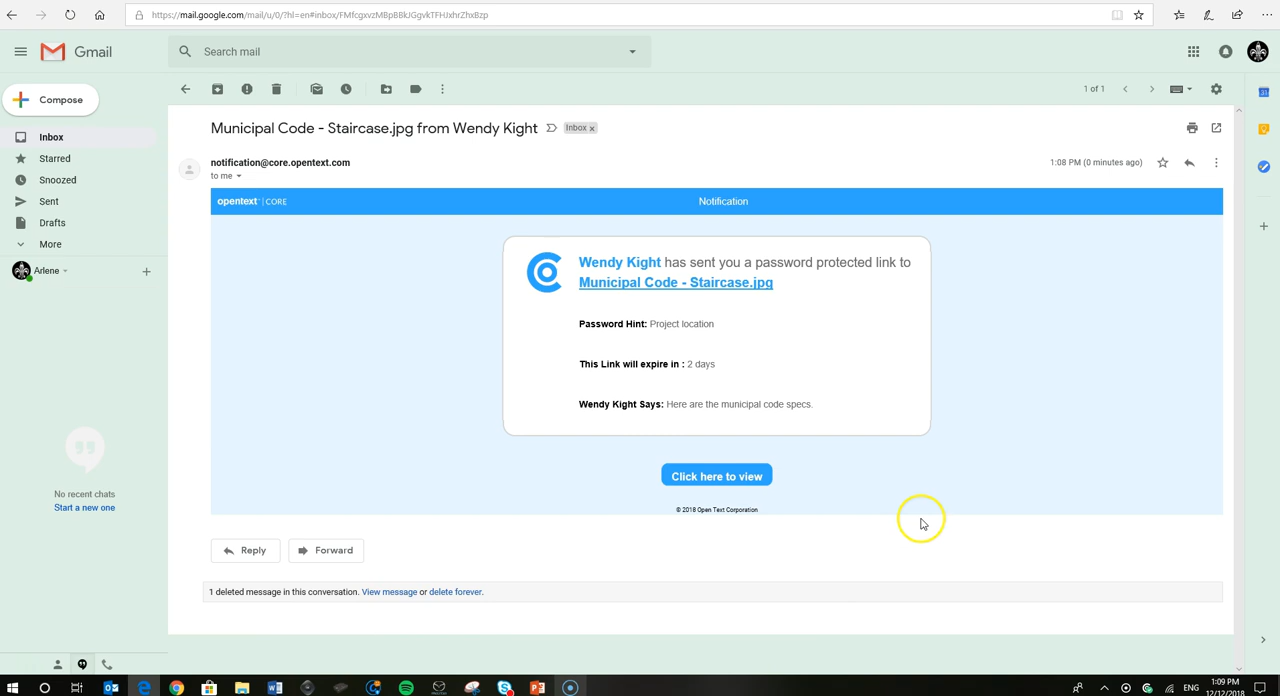 https://mail.google.com/mail/u/0/?hl=en#inbox/FMfcgxvzMBpBBkJGgvkTFHJxhrZhxBzp
Gmail
Search mail
Compose
1 of 1
Inbox
Starred
Snoozed
Sent
Drafts
More
Arlene
No recent chats
Start a new one
Municipal Code - Staircase.jpg from Wendy Kight
Inbox x
notification@core.opentext.com
1:08 PM (0 minutes ago)
to me
opentext | CORE
Notification
Wendy Kight has sent you a password protected link to
Municipal Code - Staircase.jpg
Password Hint: Project location
This Link will expire in : 2 days
Wendy Kight Says: Here are the municipal code specs.
Click here to view
© 2018 Open Text Corporation
Reply
Forward
1 deleted message in this conversation. View message or delete forever.
ENG
1:09 PM
12/12/2018